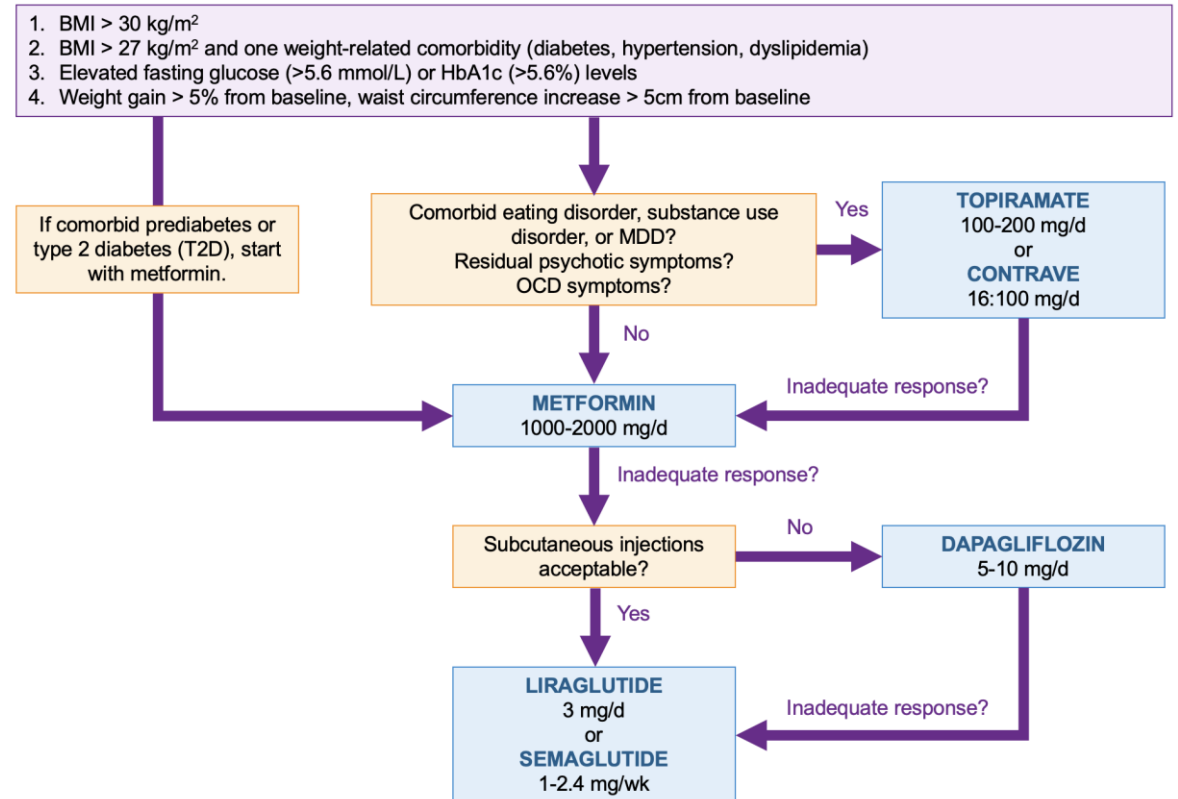 1. BMI > 30 kg/m²
2. BMI > 27 kg/m² and one weight-related comorbidity (diabetes, hypertension, dyslipidemia)
3. Elevated fasting glucose (>5.6 mmol/L) or HbA1c (>5.6%) levels
4. Weight gain > 5% from baseline, waist circumference increase > 5cm from baseline
If comorbid prediabetes or
type 2 diabetes (T2D), start
with metformin.
Comorbid eating disorder, substance use
disorder, or MDD?
Residual psychotic symptoms?
OCD symptoms?
Yes
TOPIRAMATE
100-200 mg/d
or
CONTRAVE
16:100 mg/d
No
Inadequate response?
METFORMIN
1000-2000 mg/d
Inadequate response?
Subcutaneous injections
acceptable?
No
DAPAGLIFLOZIN
5-10 mg/d
Yes
Inadequate response?
LIRAGLUTIDE
3 mg/d
or
SEMAGLUTIDE
1-2.4 mg/wk